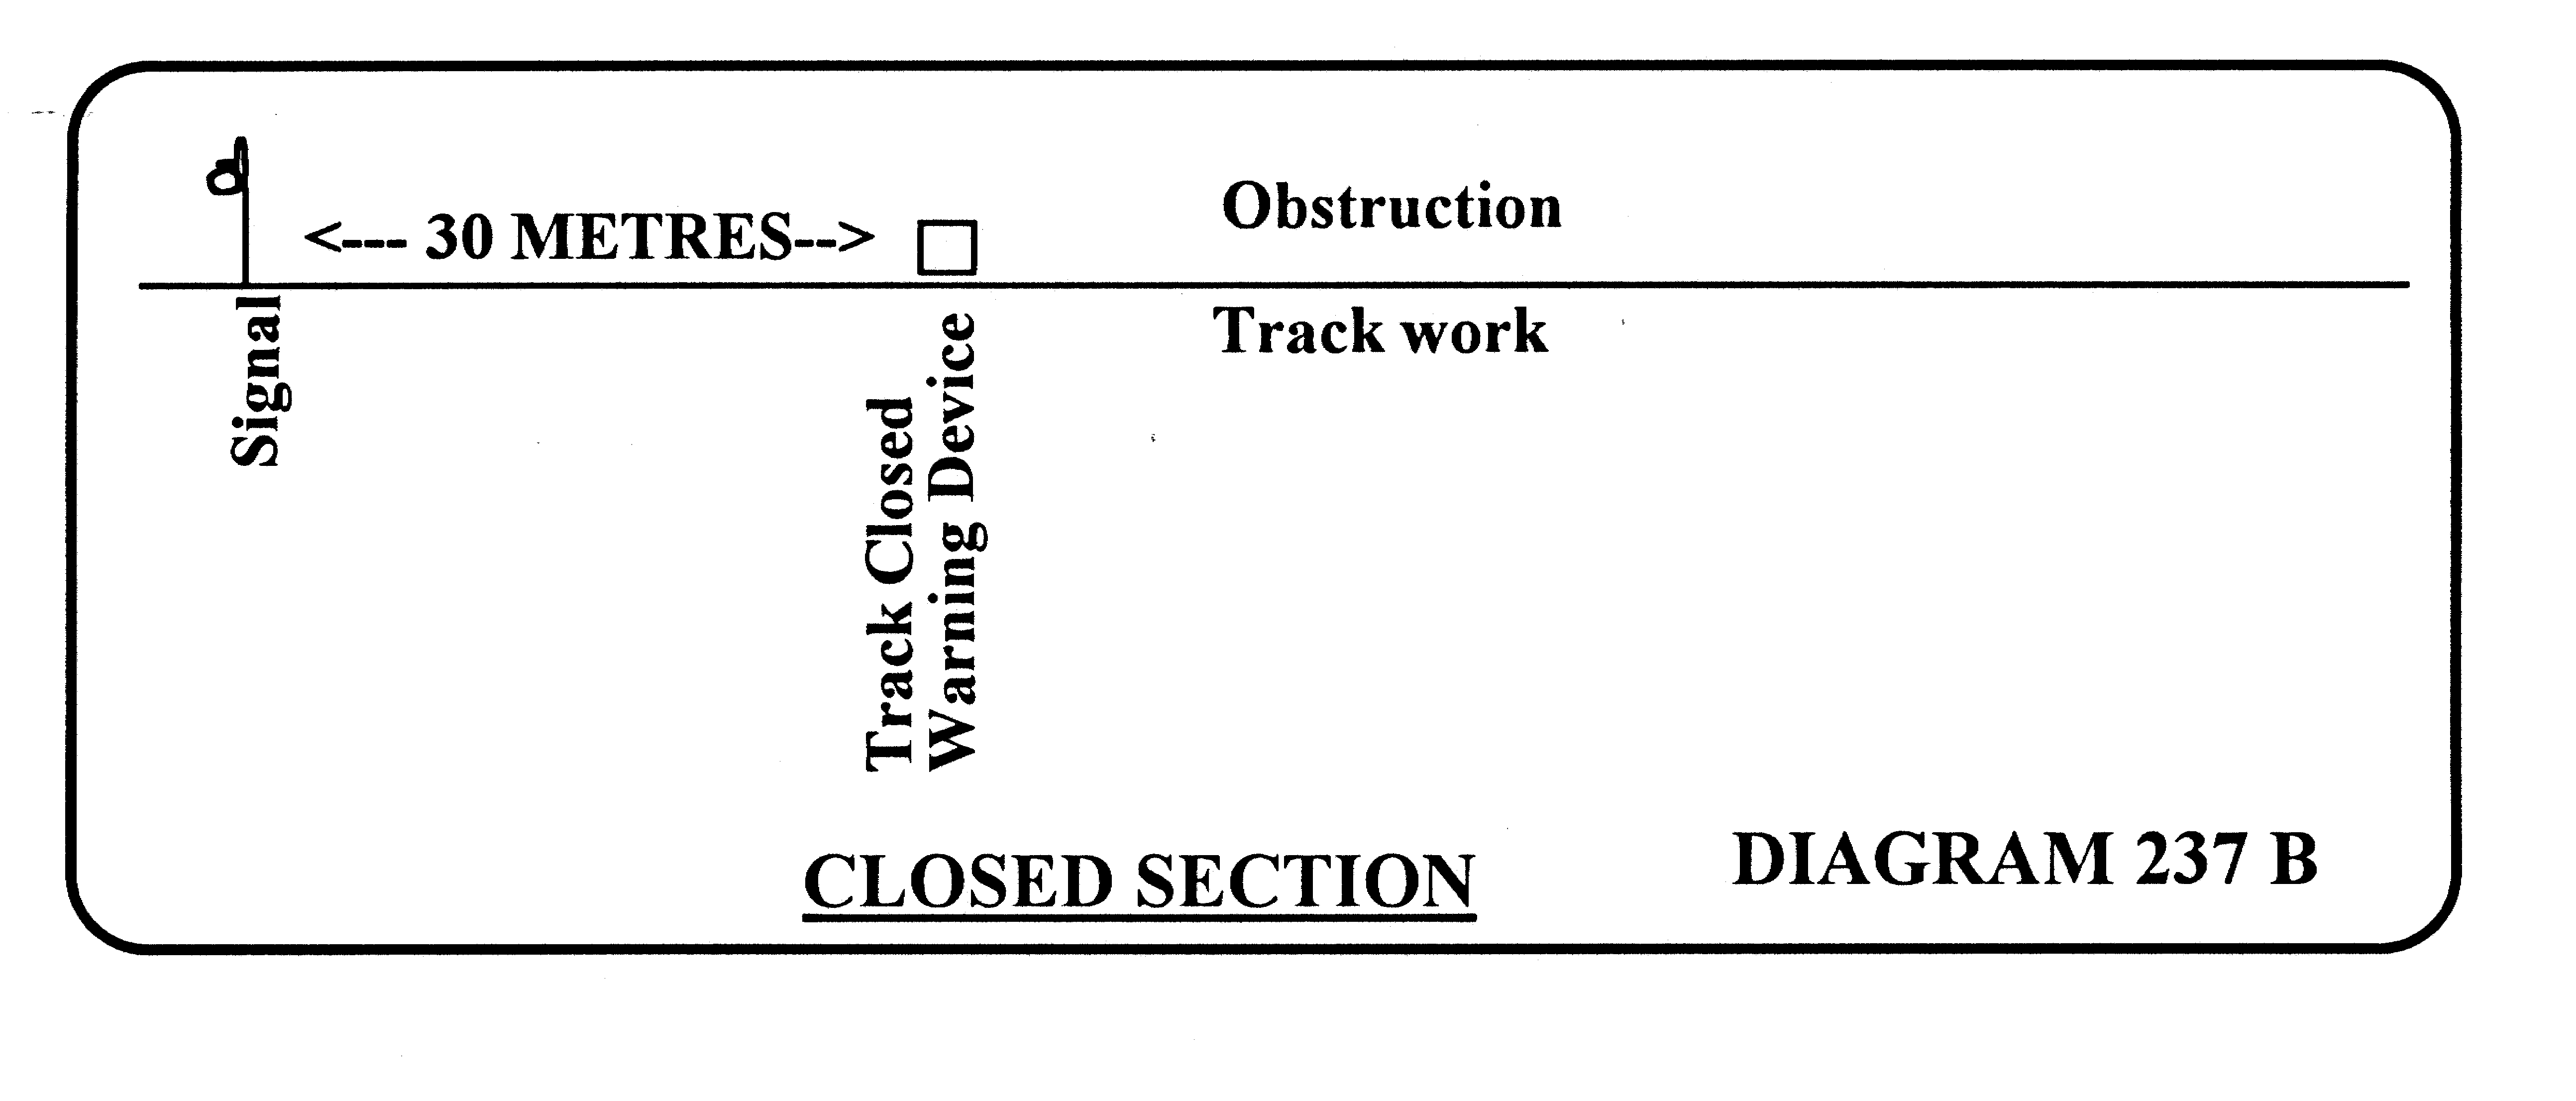 Obstruction
<--- 30 METRES-->
Track work
Signal
Track Closed
Warning Device
CLOSED SECTION
DIAGRAM 237 B